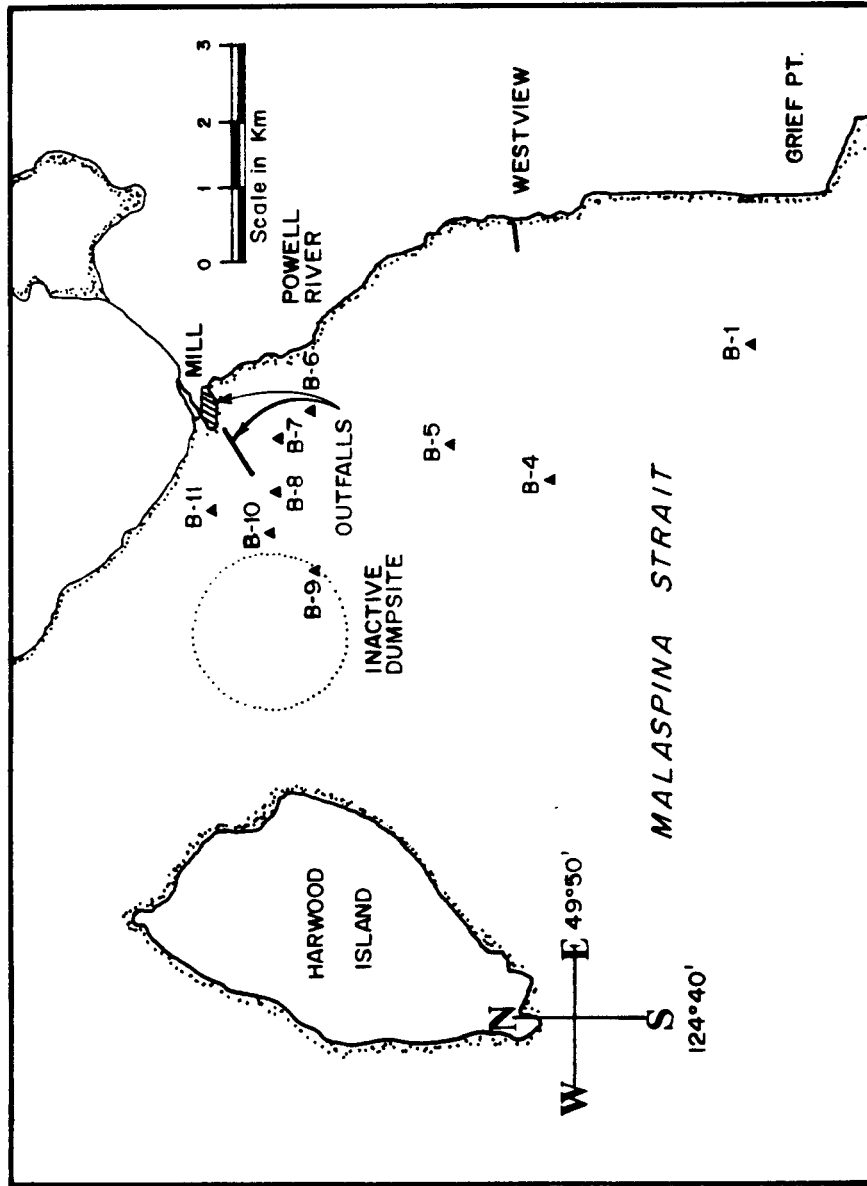 0 1 2 3
Scale in Km
MILL
POWELL
RIVER
B-11
B-10
B-8
B-7
B-6
OUTFALLS
B-9
INACTIVE
DUMPSITE
WESTVIEW
B-5
B-4
B-1
GRIEF PT.
HARWOOD
ISLAND
MALASPINA STRAIT
N
W
E 49°50'
S
124°40'